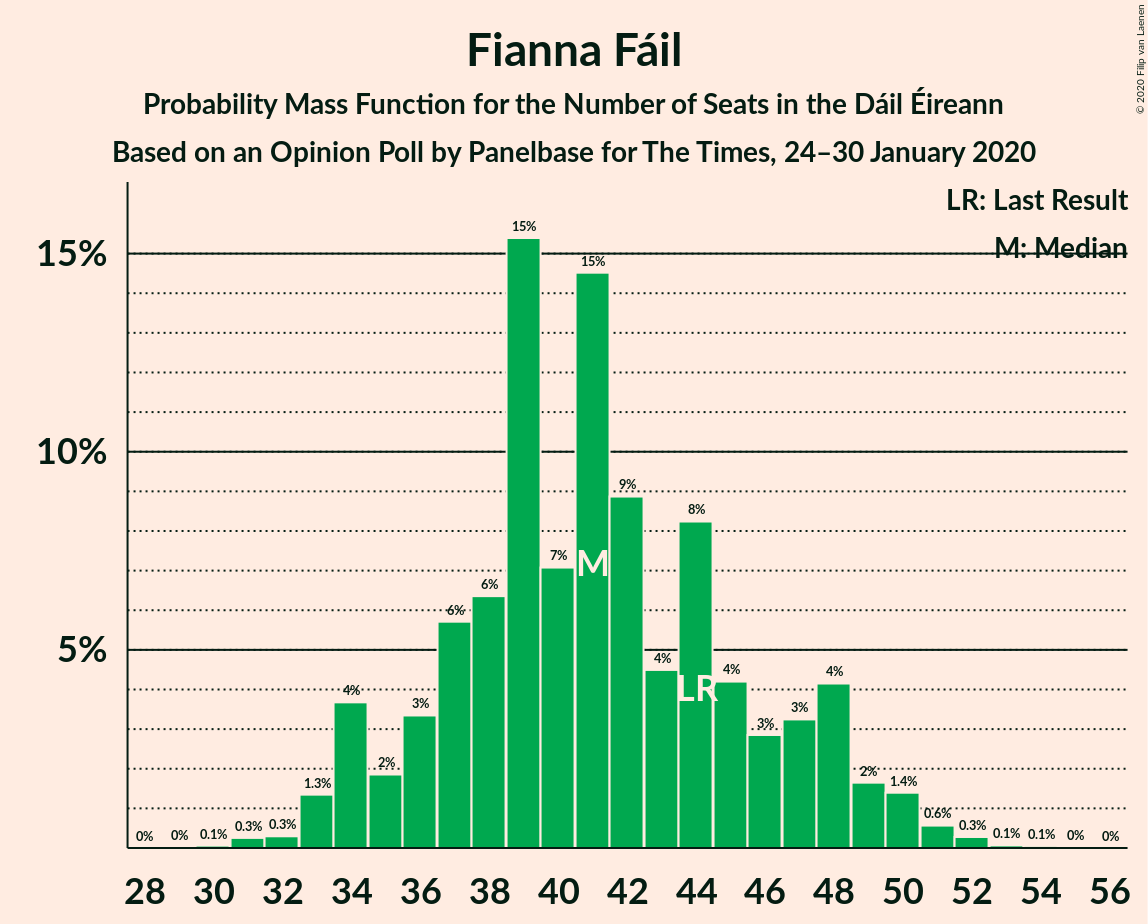 Fianna Fáil
Probability Mass Function for the Number of Seats in the Dáil Éireann
Based on an Opinion Poll by Panelbase for The Times, 24–30 January 2020
© 2020 Filip van Laenen
LR: Last Result
M: Median
15%
10%
5%
0% 0% 0.1% 0.3% 0.3% 1.3% 4% 2% 3% 6% 6% 15% 7% 15% 9% 4% 8% 4% 3% 3% 4% 2% 1.4% 0.6% 0.3% 0.1% 0.1% 0% 0%
M
LR
28 30 32 34 36 38 40 42 44 46 48 50 52 54 56